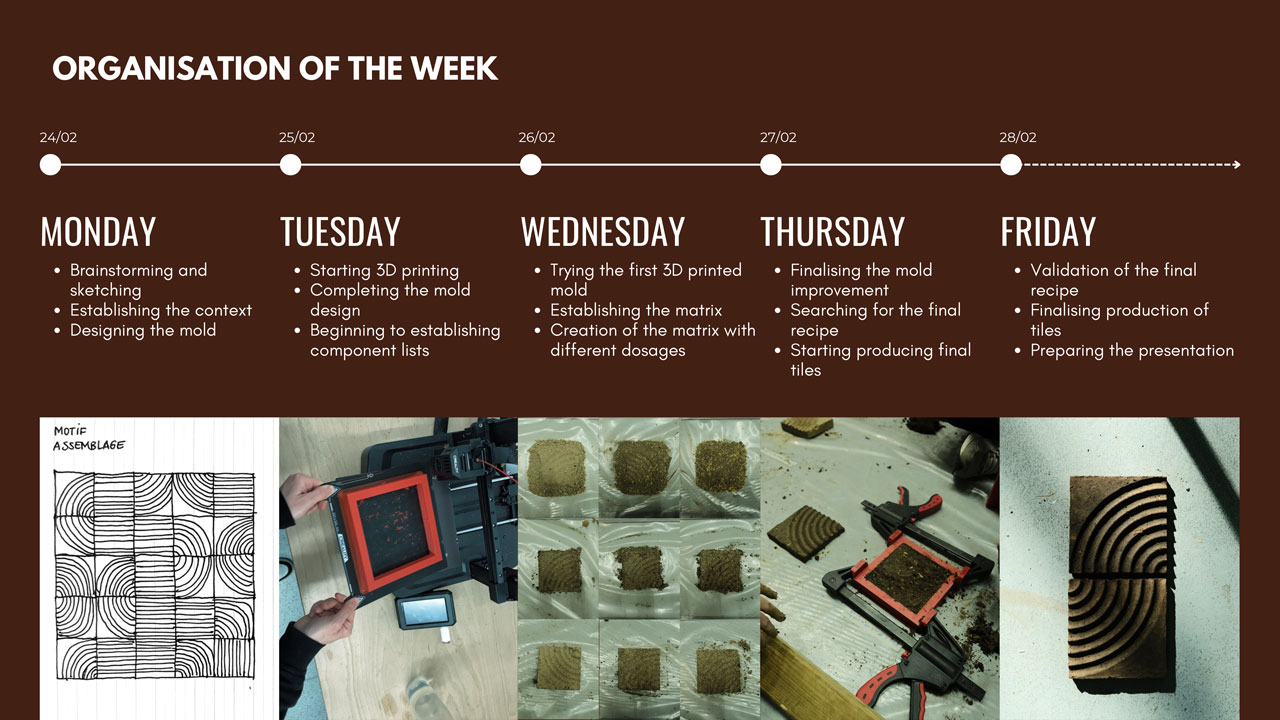 ORGANISATION OF THE WEEK
24/02
25/02
26/02
27/02
28/02
MONDAY
• Brainstorming and
sketching
• Establishing the context
• Designing the mold
TUESDAY
• Starting 3D printing
• Completing the mold
design
• Beginning to establishing
component lists
WEDNESDAY
• Trying the first 3D printed
mold
• Establishing the matrix
• Creation of the matrix with
different dosages
THURSDAY
• Finalising the mold
improvement
• Searching for the final
recipe
• Starting producing final
tiles
FRIDAY
• Validation of the final
recipe
• Finalising production of
tiles
• Preparing the presentation
MOTIF
ASSEMBLAGE